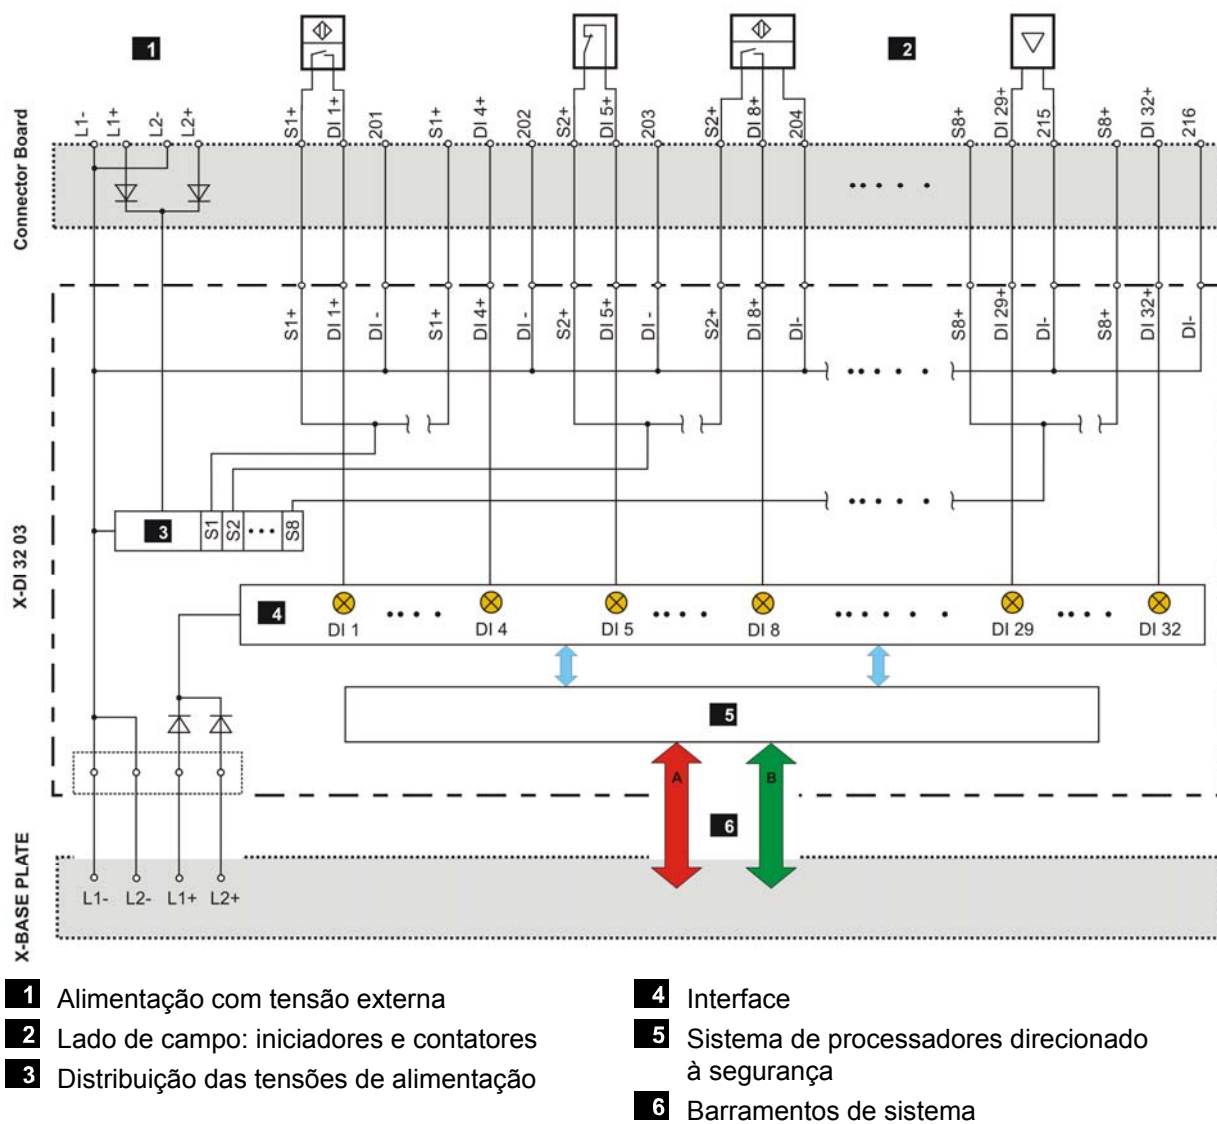 1
2
L1-
L1+
L2-
L2+
S1+
DI 1+
201
S1+
DI 4+
202
S2+
DI 5+
203
S2+
DI 8+
204
S8+
DI 29+
215
S8+
DI 32+
216
Connector Board
S1+
DI 1+
DI -
S1+
DI 4+
DI -
S2+
DI 5+
DI -
S2+
DI 8+
DI-
S8+
DI 29+
DI-
S8+
DI 32+
DI-
X-DI 32 03
3
S1
S2
S8
4
DI 1
DI 4
DI 5
DI 8
DI 29
DI 32
5
A
B
6
X-BASE PLATE
L1-
L2-
L1+
L2+
1 Alimentação com tensão externa
2 Lado de campo: iniciadores e contatores
3 Distribuição das tensões de alimentação
4 Interface
5 Sistema de processadores direcionado
à segurança
6 Barramentos de sistema